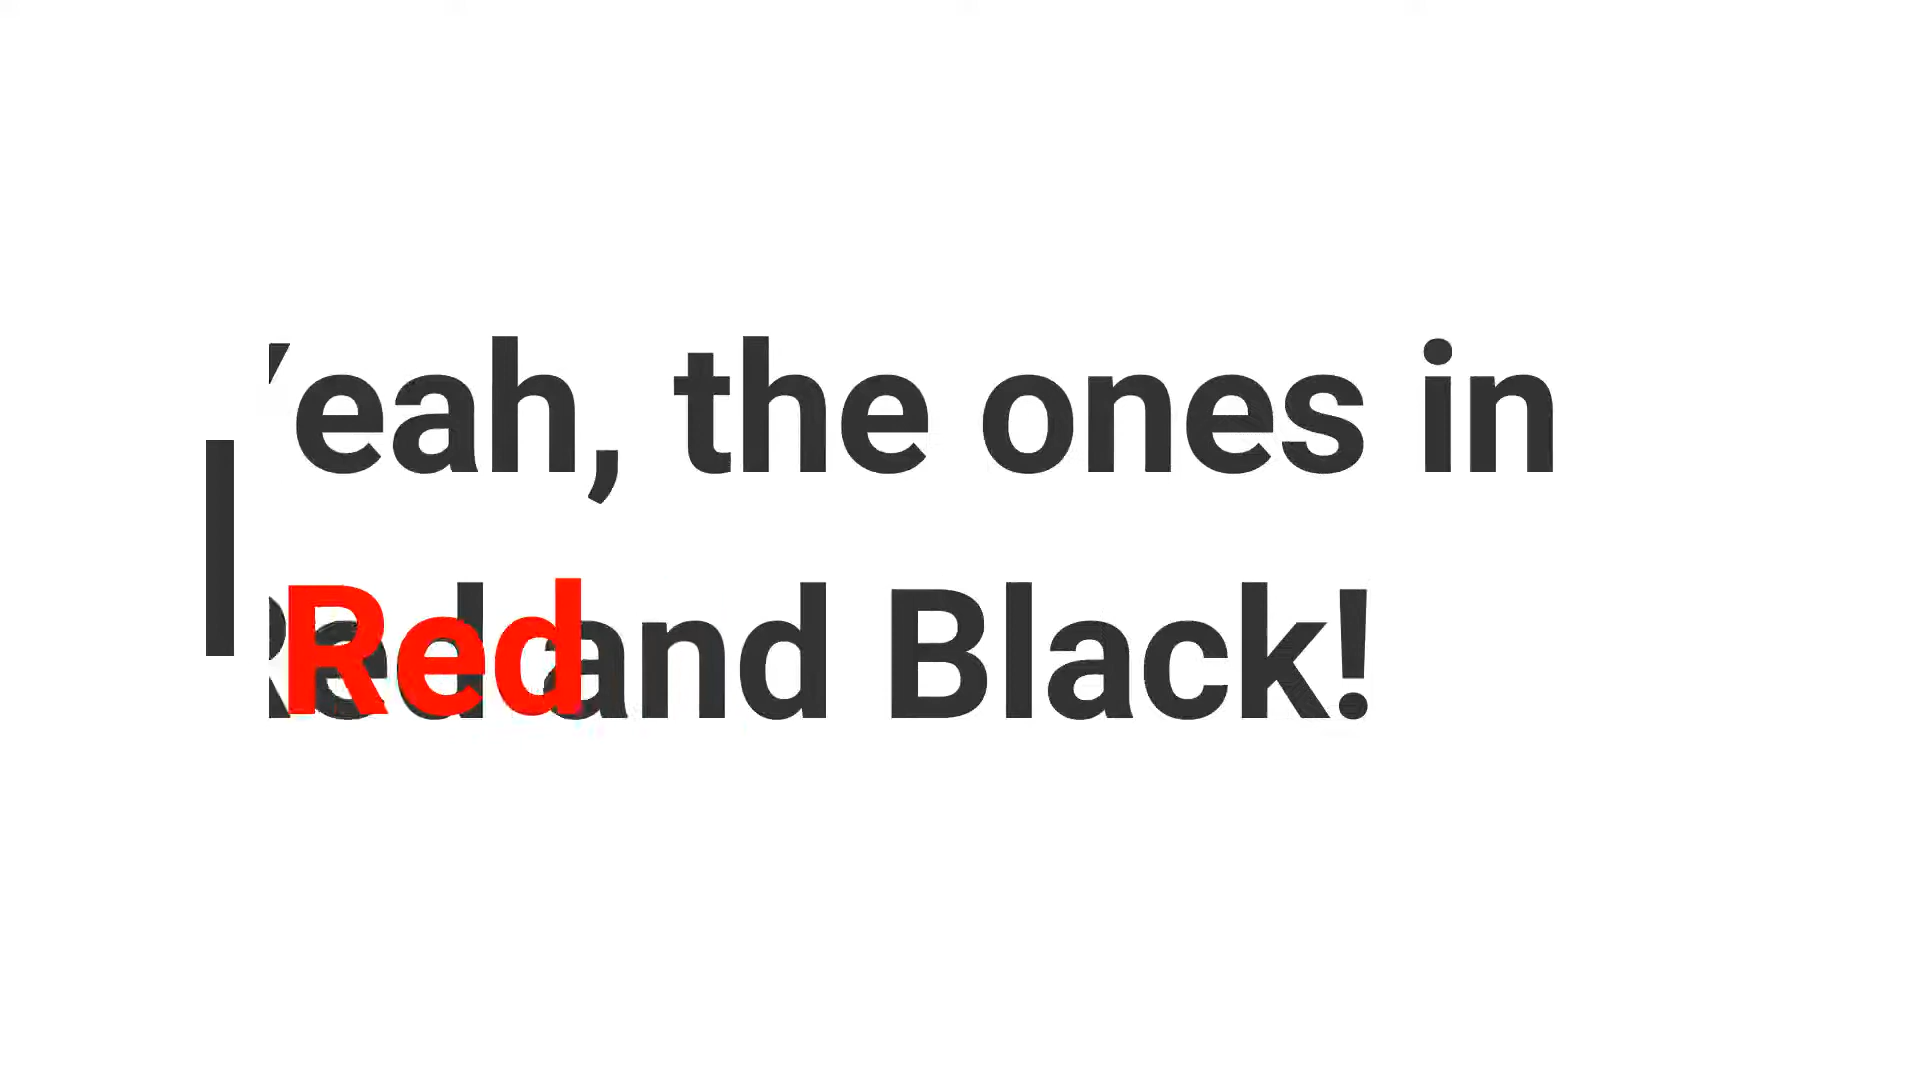 Yeah, the ones in
Red and Black!